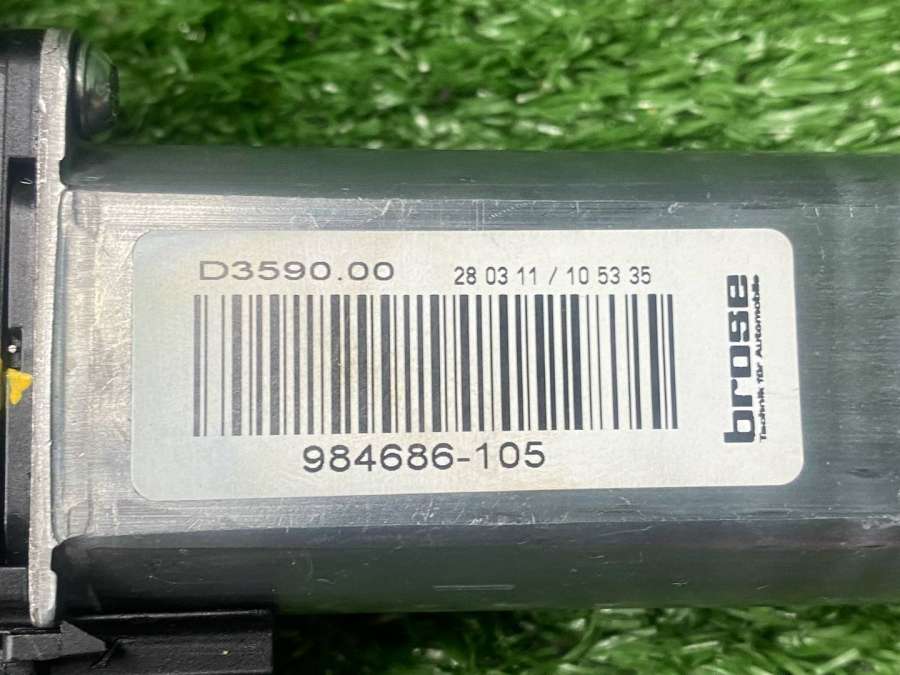 D3590.00
28 03 11 / 10 53 35
984686-105
brose
Technik für Automobile